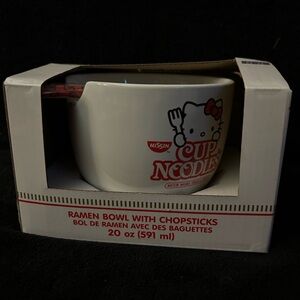 NISSIN
CUP
NOODLES
RAMEN BOWL WITH CHOPSTICKS
BOL DE RAMEN AVEC DES BAGUETTES
20 oz (591 ml)